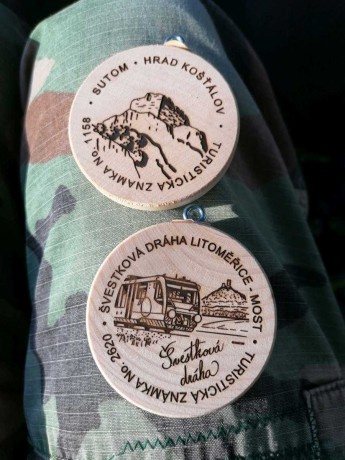 SUTOM · HRAD KOŠŤÁLOV · TURISTICKÁ ZNÁMKA No. 1158 ·
ŠVESTKOVÁ DRÁHA LITOMĚŘICE - MOST · TURISTICKÁ ZNÁMKA No. 2620 ·
Švestková
dráha